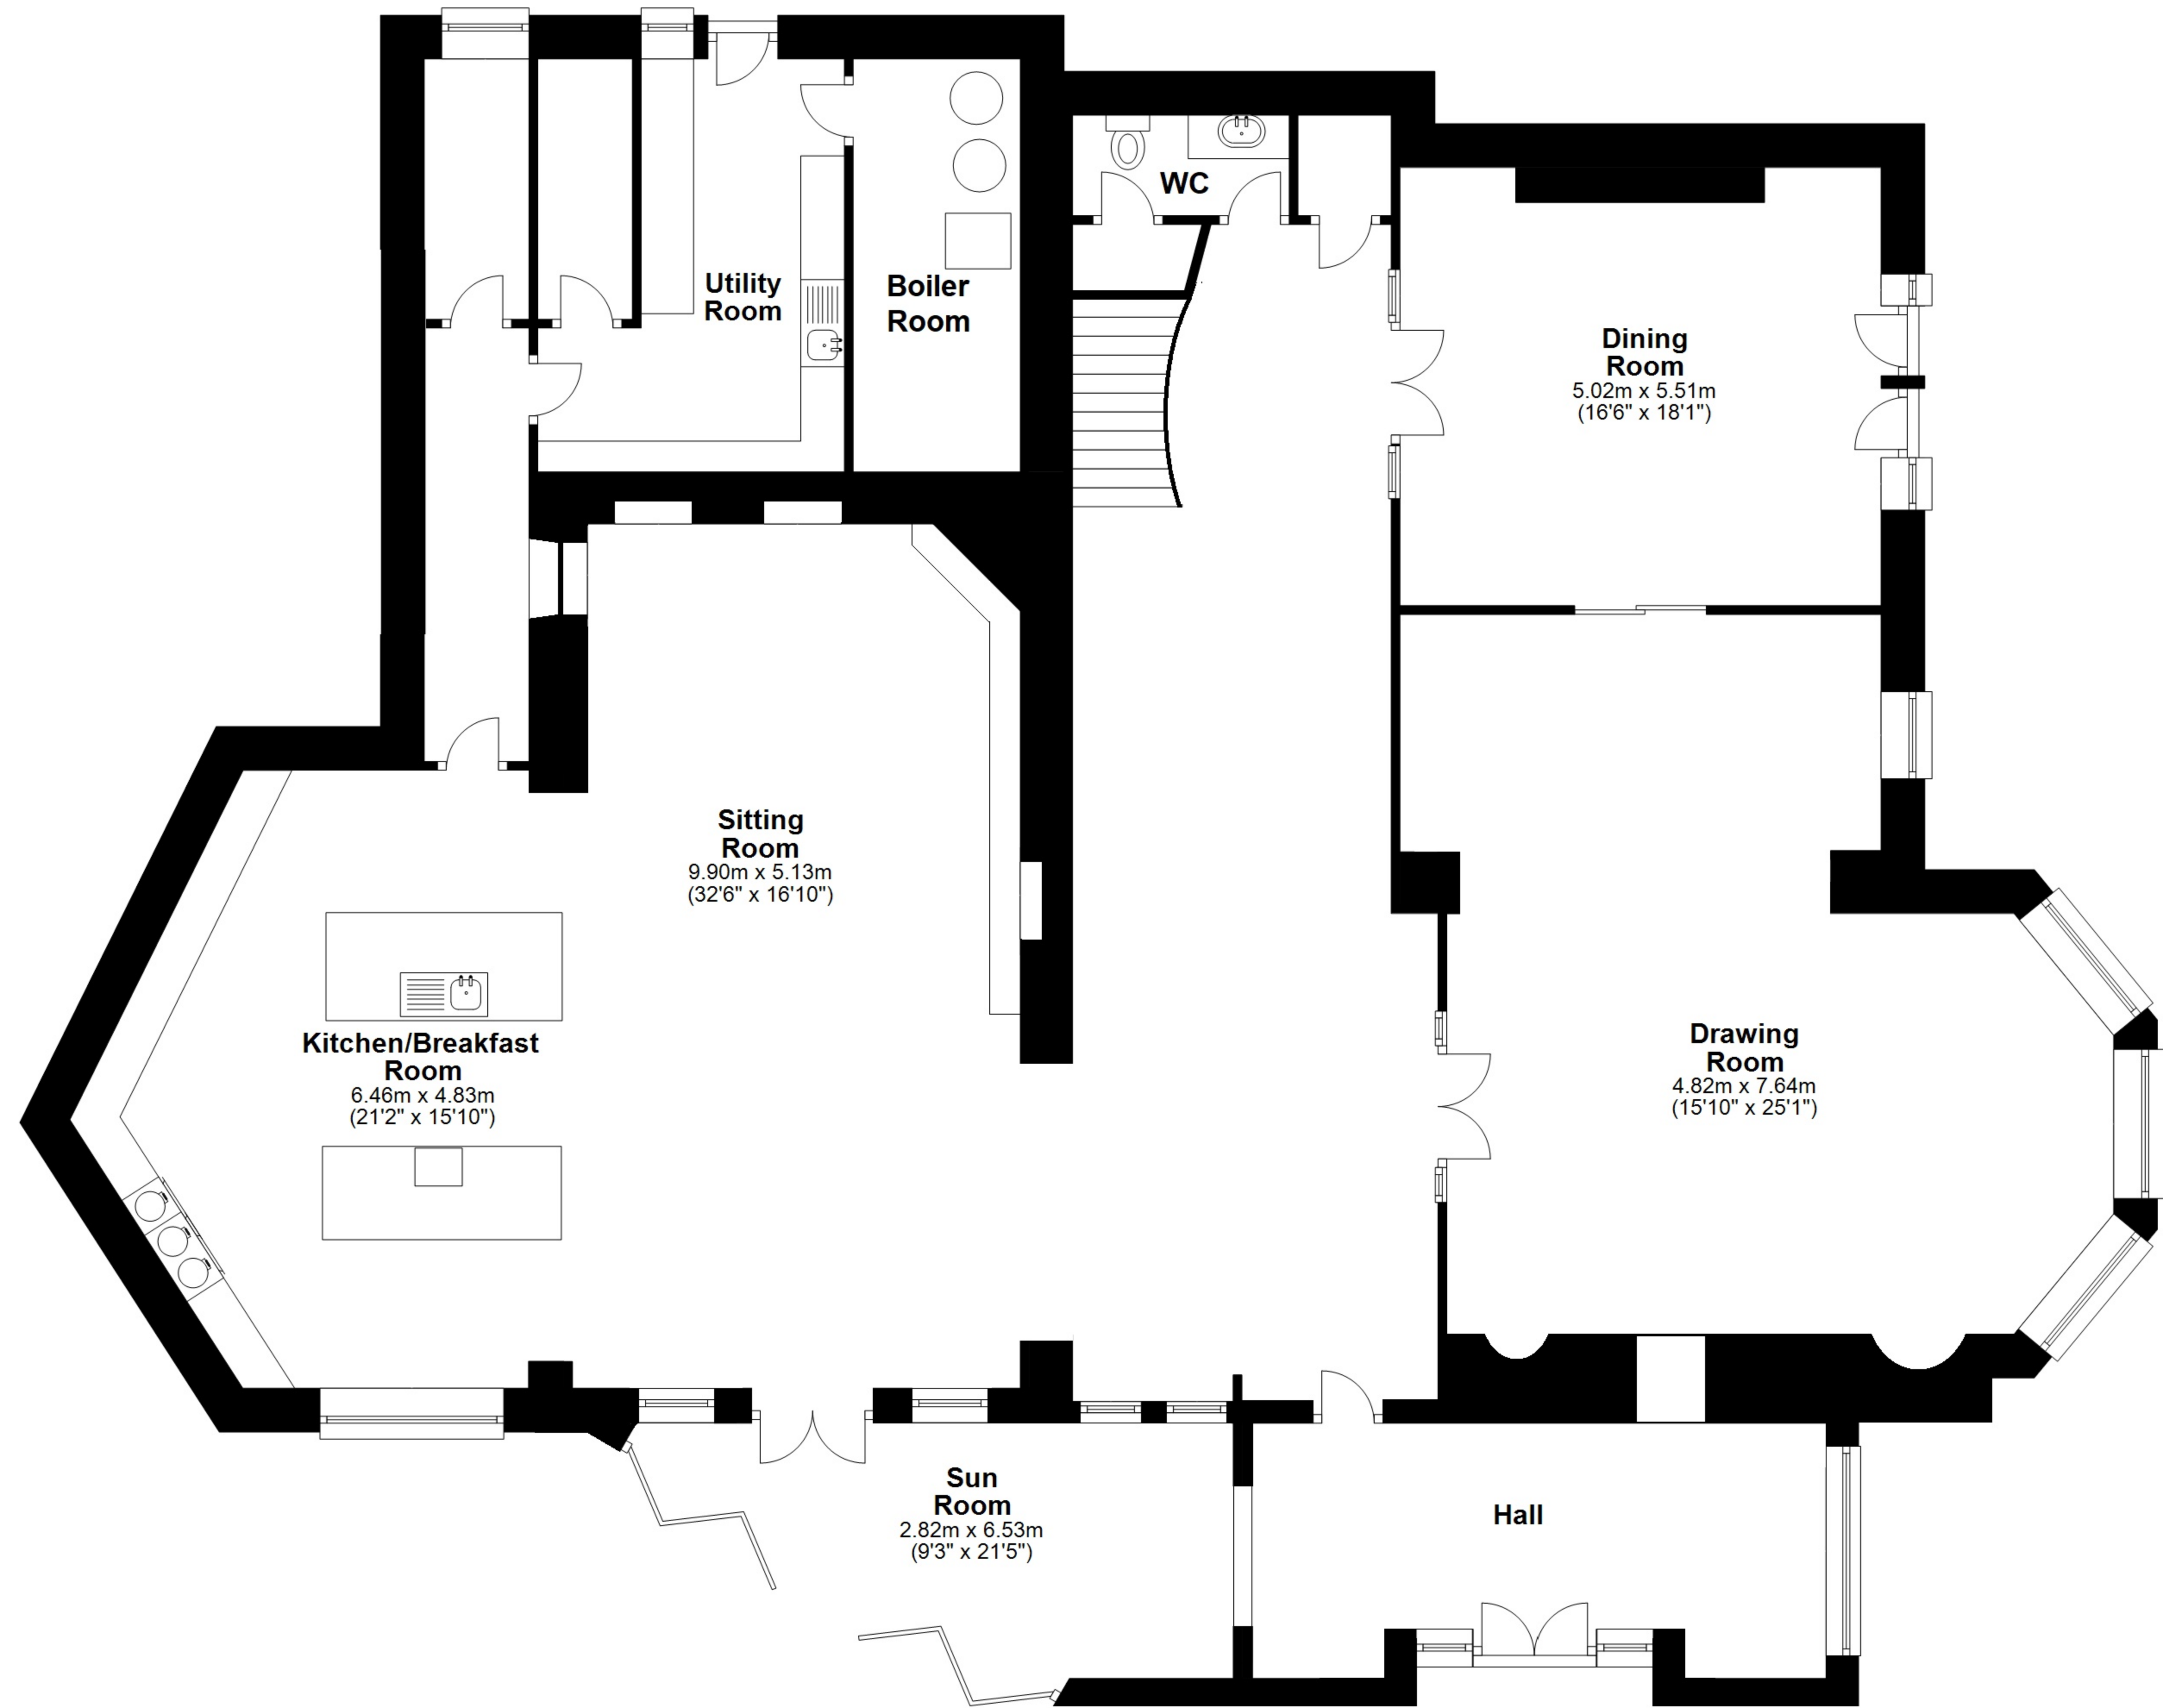 WC
Utility
Room
Boiler
Room
Dining
Room
5.02m x 5.51m
(16'6" x 18'1")
Sitting
Room
9.90m x 5.13m
(32'6" x 16'10")
Kitchen/Breakfast
Room
6.46m x 4.83m
(21'2" x 15'10")
Drawing
Room
4.82m x 7.64m
(15'10" x 25'1")
Sun
Room
2.82m x 6.53m
(9'3" x 21'5")
Hall